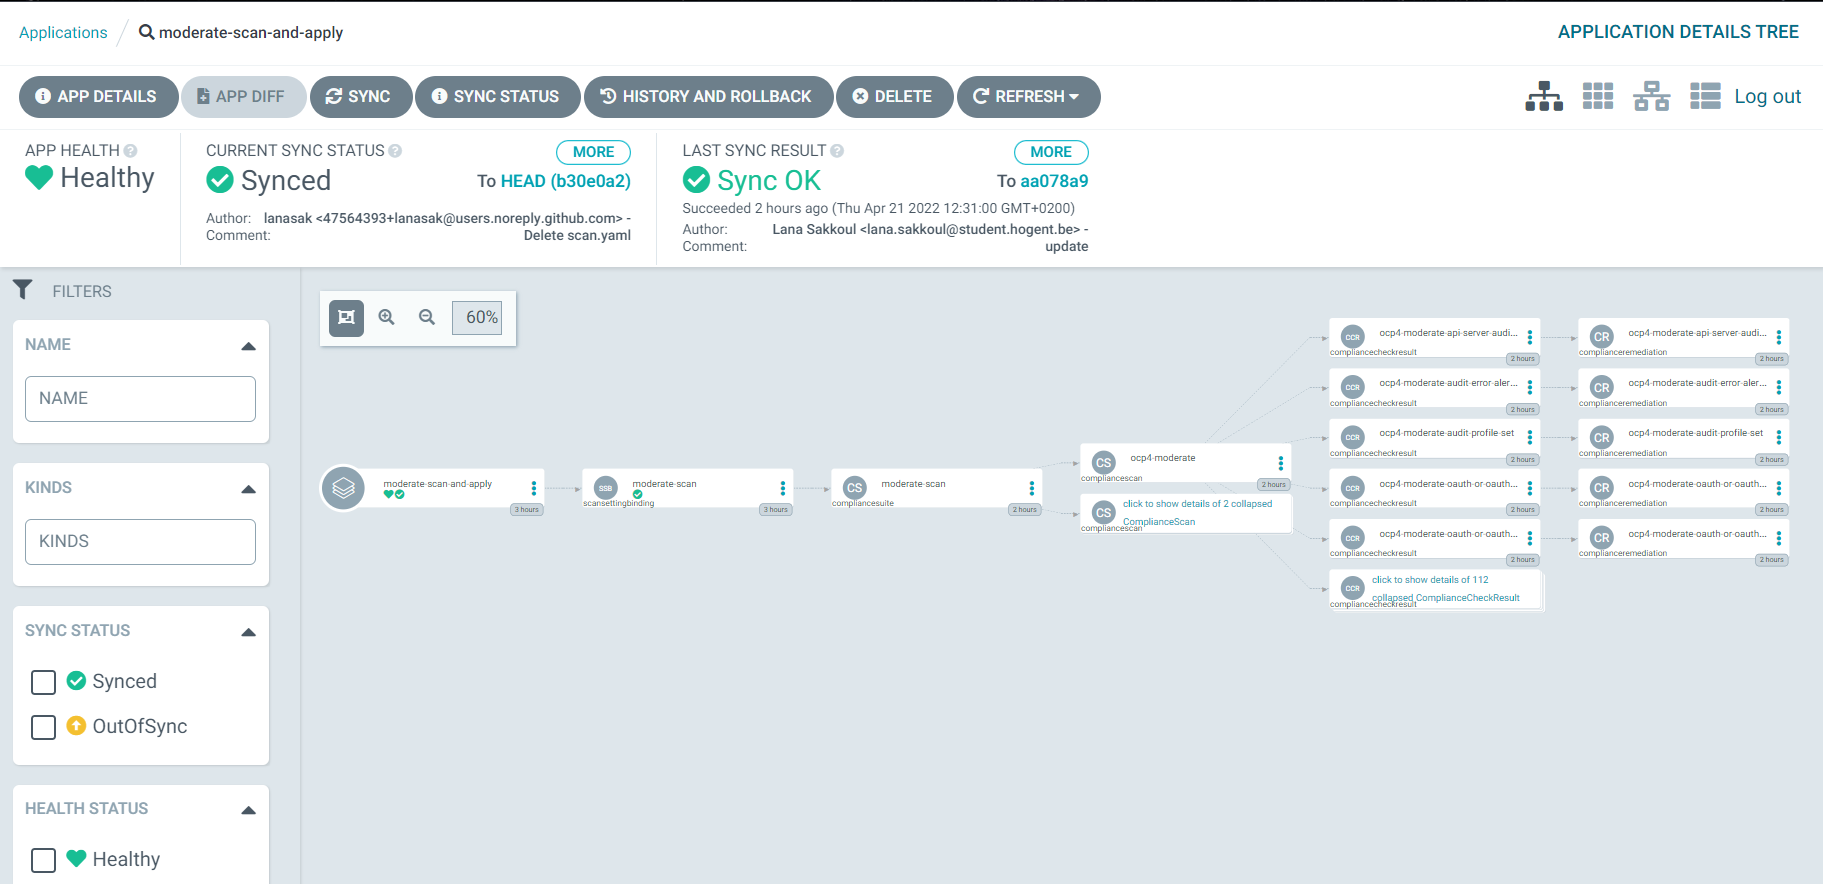 Applications / moderate-scan-and-apply
APPLICATION DETAILS TREE
APP DETAILS
APP DIFF
SYNC
SYNC STATUS
HISTORY AND ROLLBACK
DELETE
REFRESH
Log out
APP HEALTH
Healthy
CURRENT SYNC STATUS
MORE
Synced
To HEAD (b30e0a2)
Author: lanasak <47564393+lanasak@users.noreply.github.com> -
Comment: Delete scan.yaml
LAST SYNC RESULT
MORE
Sync OK
To aa078a9
Succeeded 2 hours ago (Thu Apr 21 2022 12:31:00 GMT+0200)
Author: Lana Sakkoul <lana.sakkoul@student.hogent.be> -
Comment: update
FILTERS
NAME
NAME
KINDS
KINDS
SYNC STATUS
Synced
OutOfSync
HEALTH STATUS
Healthy
60%
moderate-scan-and-apply
3 hours
SSB
moderate-scan
scansettingbinding
3 hours
CS
moderate-scan
compliancesuite
2 hours
CS
ocp4-moderate
compliancescan
2 hours
CS
click to show details of 2 collapsed
ComplianceScan
compliancescan
CCR
ocp4-moderate-api-server-audi...
compliancecheckresult
2 hours
CR
ocp4-moderate-api-server-audi...
complianceremediation
2 hours
CCR
ocp4-moderate-audit-error-aler...
compliancecheckresult
2 hours
CR
ocp4-moderate-audit-error-aler...
complianceremediation
2 hours
CCR
ocp4-moderate-audit-profile-set
compliancecheckresult
2 hours
CR
ocp4-moderate-audit-profile-set
complianceremediation
2 hours
CCR
ocp4-moderate-oauth-or-oauth...
compliancecheckresult
2 hours
CR
ocp4-moderate-oauth-or-oauth...
complianceremediation
2 hours
CCR
ocp4-moderate-oauth-or-oauth...
compliancecheckresult
2 hours
CR
ocp4-moderate-oauth-or-oauth...
complianceremediation
2 hours
CCR
click to show details of 112
collapsed ComplianceCheckResult
compliancecheckresult